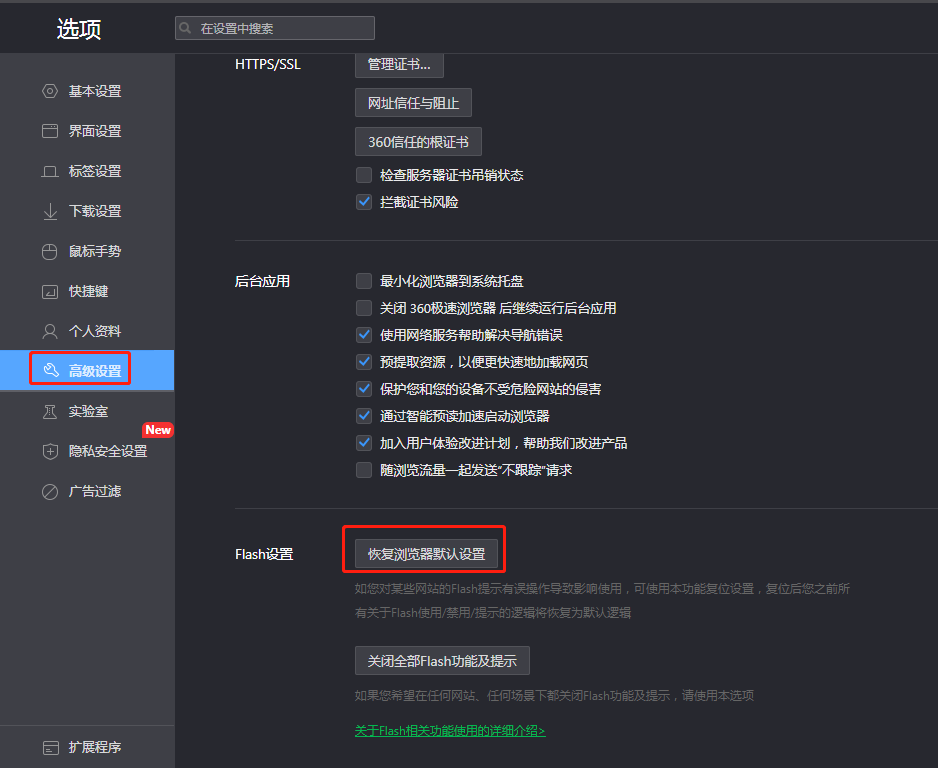 选项
在设置中搜索
基本设置
界面设置
标签设置
下载设置
鼠标手势
快捷键
个人资料
高级设置
实验室
New
隐私安全设置
广告过滤
扩展程序
HTTPS/SSL
管理证书...
网址信任与阻止
360信任的根证书
检查服务器证书吊销状态
拦截证书风险
后台应用
最小化浏览器到系统托盘
关闭 360极速浏览器 后继续运行后台应用
使用网络服务帮助解决导航错误
预提取资源，以便更快速地加载网页
保护您和您的设备不受危险网站的侵害
通过智能预读加速启动浏览器
加入用户体验改进计划，帮助我们改进产品
随浏览流量一起发送“不跟踪”请求
Flash设置
恢复浏览器默认设置
如您对某些网站的Flash提示有误操作导致影响使用，可使用本功能复位设置，复位后您之前所
有关于Flash使用/禁用/提示的逻辑将恢复为默认逻辑
关闭全部Flash功能及提示
如果您希望在任何网站、任何场景下都关闭Flash功能及提示，请使用本选项
关于Flash相关功能使用的详细介绍>